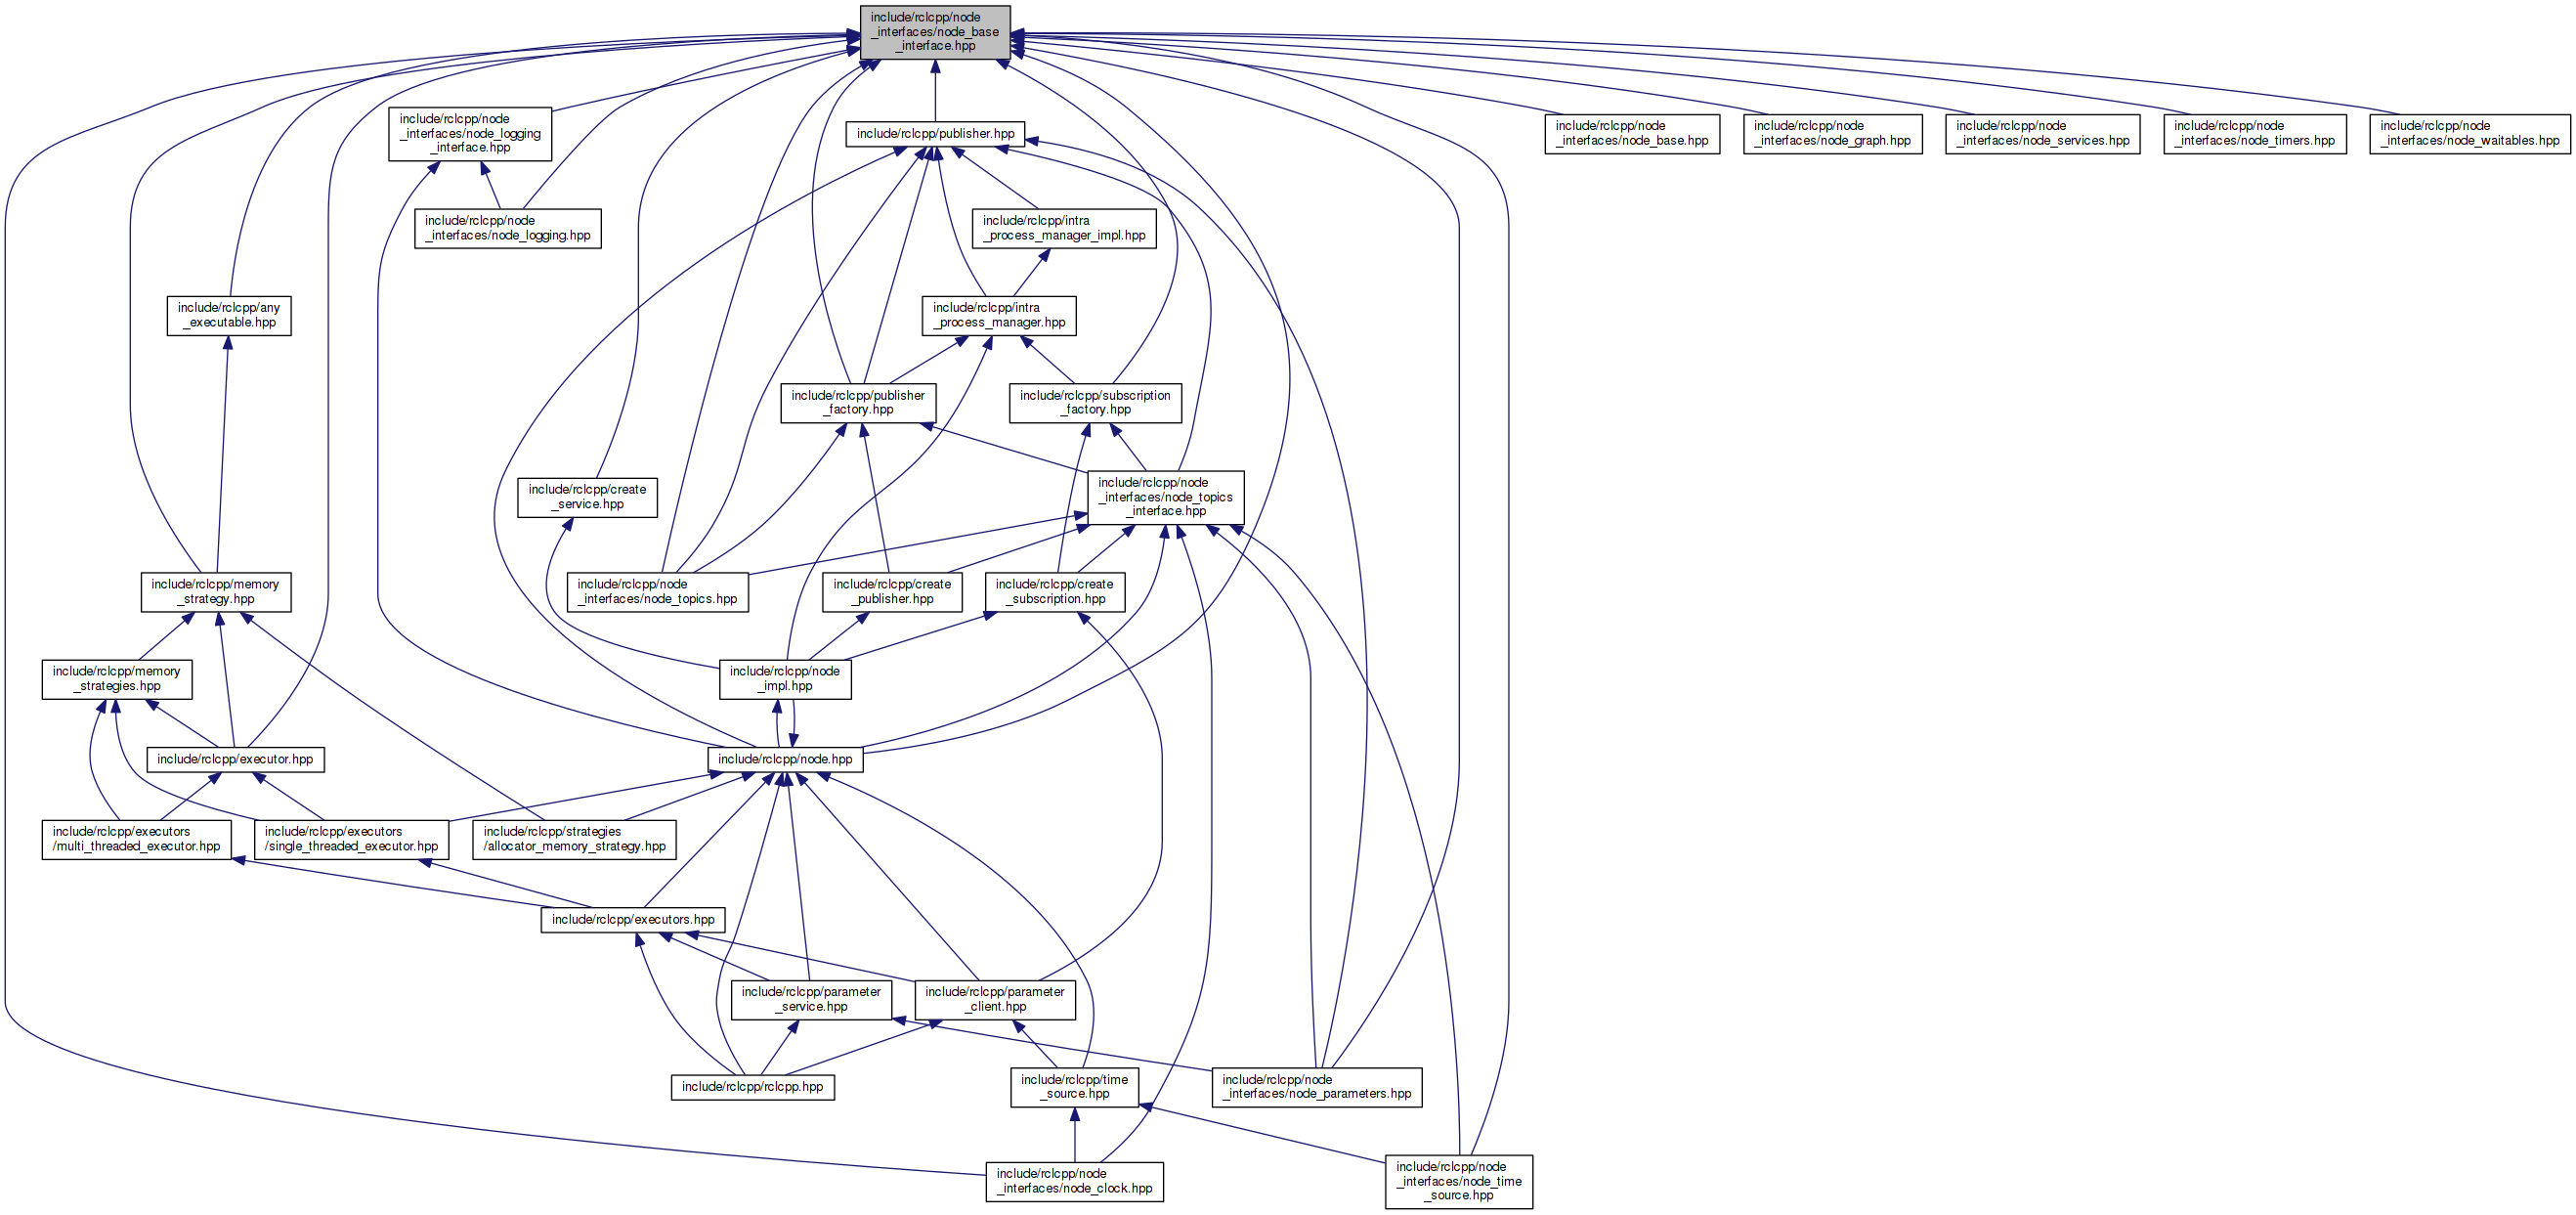 include/rclcpp/node
_interfaces/node_base
_interface.hpp
include/rclcpp/node
_interfaces/node_logging
_interface.hpp
include/rclcpp/publisher.hpp
include/rclcpp/node
_interfaces/node_base.hpp
include/rclcpp/node
_interfaces/node_graph.hpp
include/rclcpp/node
_interfaces/node_services.hpp
include/rclcpp/node
_interfaces/node_timers.hpp
include/rclcpp/node
_interfaces/node_waitables.hpp
include/rclcpp/node
_interfaces/node_logging.hpp
include/rclcpp/intra
_process_manager_impl.hpp
include/rclcpp/any
_executable.hpp
include/rclcpp/intra
_process_manager.hpp
include/rclcpp/publisher
_factory.hpp
include/rclcpp/subscription
_factory.hpp
include/rclcpp/create
_service.hpp
include/rclcpp/node
_interfaces/node_topics
_interface.hpp
include/rclcpp/memory
_strategy.hpp
include/rclcpp/node
_interfaces/node_topics.hpp
include/rclcpp/create
_publisher.hpp
include/rclcpp/create
_subscription.hpp
include/rclcpp/memory
_strategies.hpp
include/rclcpp/node
_impl.hpp
include/rclcpp/executor.hpp
include/rclcpp/node.hpp
include/rclcpp/executors
/multi_threaded_executor.hpp
include/rclcpp/executors
/single_threaded_executor.hpp
include/rclcpp/strategies
/allocator_memory_strategy.hpp
include/rclcpp/executors.hpp
include/rclcpp/parameter
_service.hpp
include/rclcpp/parameter
_client.hpp
include/rclcpp/rclcpp.hpp
include/rclcpp/time
_source.hpp
include/rclcpp/node
_interfaces/node_parameters.hpp
include/rclcpp/node
_interfaces/node_clock.hpp
include/rclcpp/node
_interfaces/node_time
_source.hpp